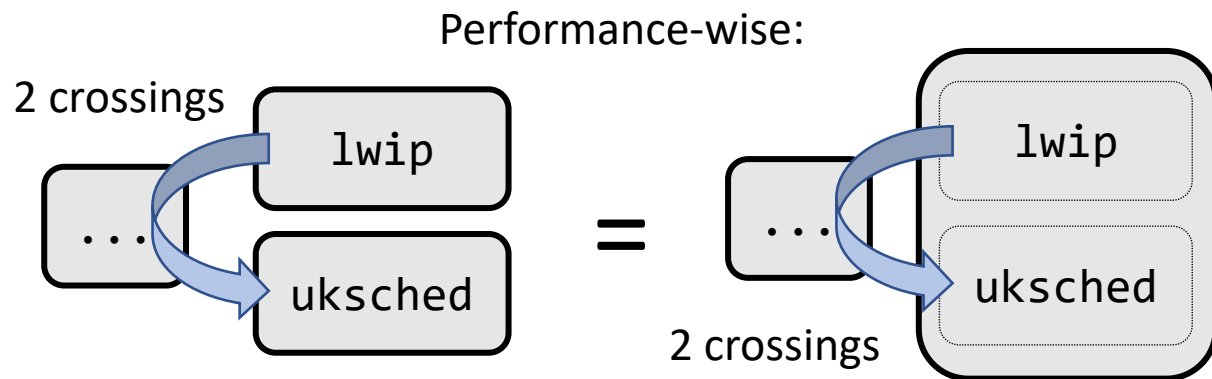 Performance-wise:
2 crossings
lwip
...
uksched
=
lwip
...
uksched
2 crossings